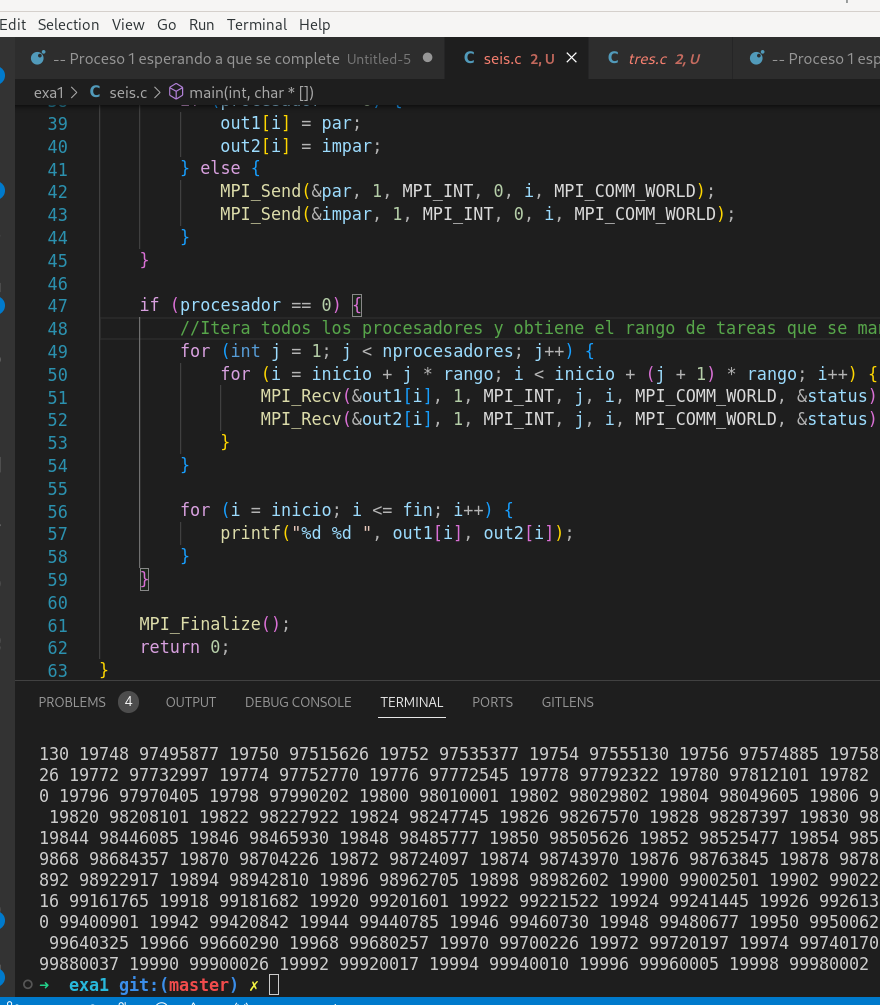 Edit Selection View Go Run Terminal Help
-- Proceso 1 esperando a que se complete Untitled-5 ● C seis.c 2, U × C tres.c 2, U -- Proceso 1 esp
exa1 > C seis.c > main(int, char * [])
39 out1[i] = par;
40 out2[i] = impar;
41 } else {
42 MPI_Send(&par, 1, MPI_INT, 0, i, MPI_COMM_WORLD);
43 MPI_Send(&impar, 1, MPI_INT, 0, i, MPI_COMM_WORLD);
44 }
45 }
46
47 if (procesador == 0) {
48 //Itera todos los procesadores y obtiene el rango de tareas que se ma
49 for (int j = 1; j < nprocesadores; j++) {
50 for (i = inicio + j * rango; i < inicio + (j + 1) * rango; i++) {
51 MPI_Recv(&out1[i], 1, MPI_INT, j, i, MPI_COMM_WORLD, &status)
52 MPI_Recv(&out2[i], 1, MPI_INT, j, i, MPI_COMM_WORLD, &status)
53 }
54 }
55
56 for (i = inicio; i <= fin; i++) {
57 printf("%d %d ", out1[i], out2[i]);
58 }
59 }
60
61 MPI_Finalize();
62 return 0;
63 }
PROBLEMS 4 OUTPUT DEBUG CONSOLE TERMINAL PORTS GITLENS
130 19748 97495877 19750 97515626 19752 97535377 19754 97555130 19756 97574885 19758
26 19772 97732997 19774 97752770 19776 97772545 19778 97792322 19780 97812101 19782
0 19796 97970405 19798 97990202 19800 98010001 19802 98029802 19804 98049605 19806 9
19820 98208101 19822 98227922 19824 98247745 19826 98267570 19828 98287397 19830 98
19844 98446085 19846 98465930 19848 98485777 19850 98505626 19852 98525477 19854 985
9868 98684357 19870 98704226 19872 98724097 19874 98743970 19876 98763845 19878 9878
892 98922917 19894 98942810 19896 98962705 19898 98982602 19900 99002501 19902 99022
16 99161765 19918 99181682 19920 99201601 19922 99221522 19924 99241445 19926 992613
0 99400901 19942 99420842 19944 99440785 19946 99460730 19948 99480677 19950 9950062
99640325 19966 99660290 19968 99680257 19970 99700226 19972 99720197 19974 99740170
99880037 19990 99900026 19992 99920017 19994 99940010 19996 99960005 19998 99980002
➜ exa1 git:(master) ✗